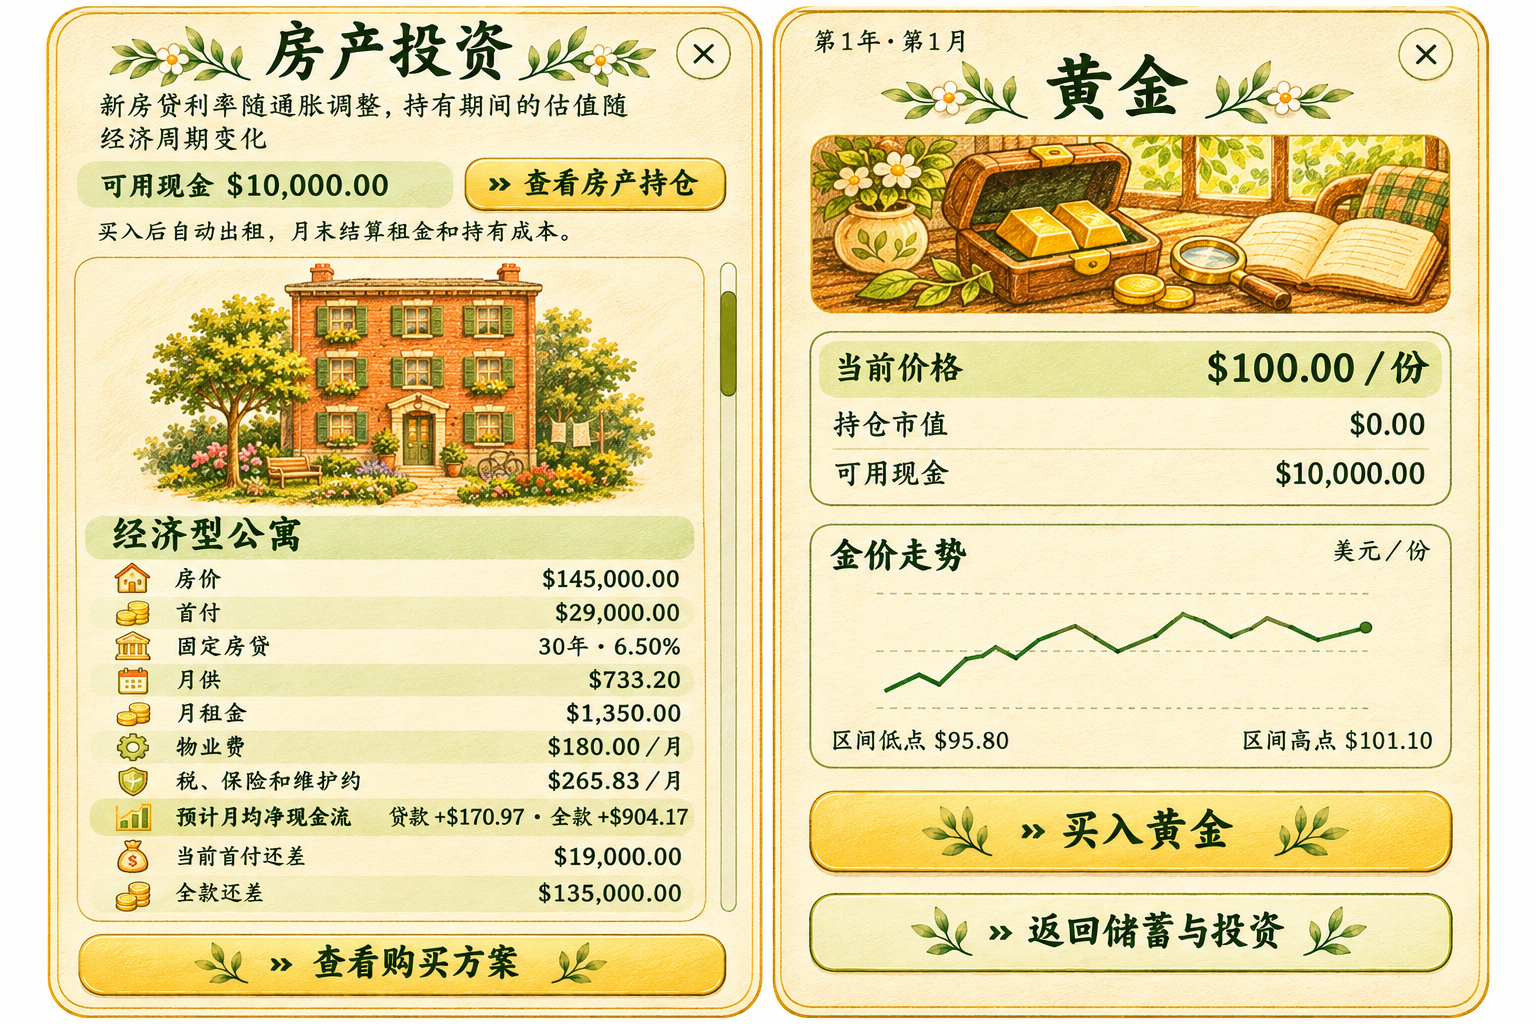 房产投资
新房贷利率随通胀调整，持有期间的估值随
经济周期变化
可用现金 $10,000.00
» 查看房产持仓
买入后自动出租，月末结算租金和持有成本。
经济型公寓
房价 $145,000.00
首付 $29,000.00
固定房贷 30年・6.50%
月供 $733.20
月租金 $1,350.00
物业费 $180.00 / 月
税、保险和维护约 $265.83 / 月
预计月均净现金流 贷款 +$170.97・全款 +$904.17
当前首付还差 $19,000.00
全款还差 $135,000.00
» 查看购买方案
第1年・第1月
黄金
当前价格 $100.00 / 份
持仓市值 $0.00
可用现金 $10,000.00
金价走势 美元 / 份
区间低点 $95.80 区间高点 $101.10
» 买入黄金
» 返回储蓄与投资